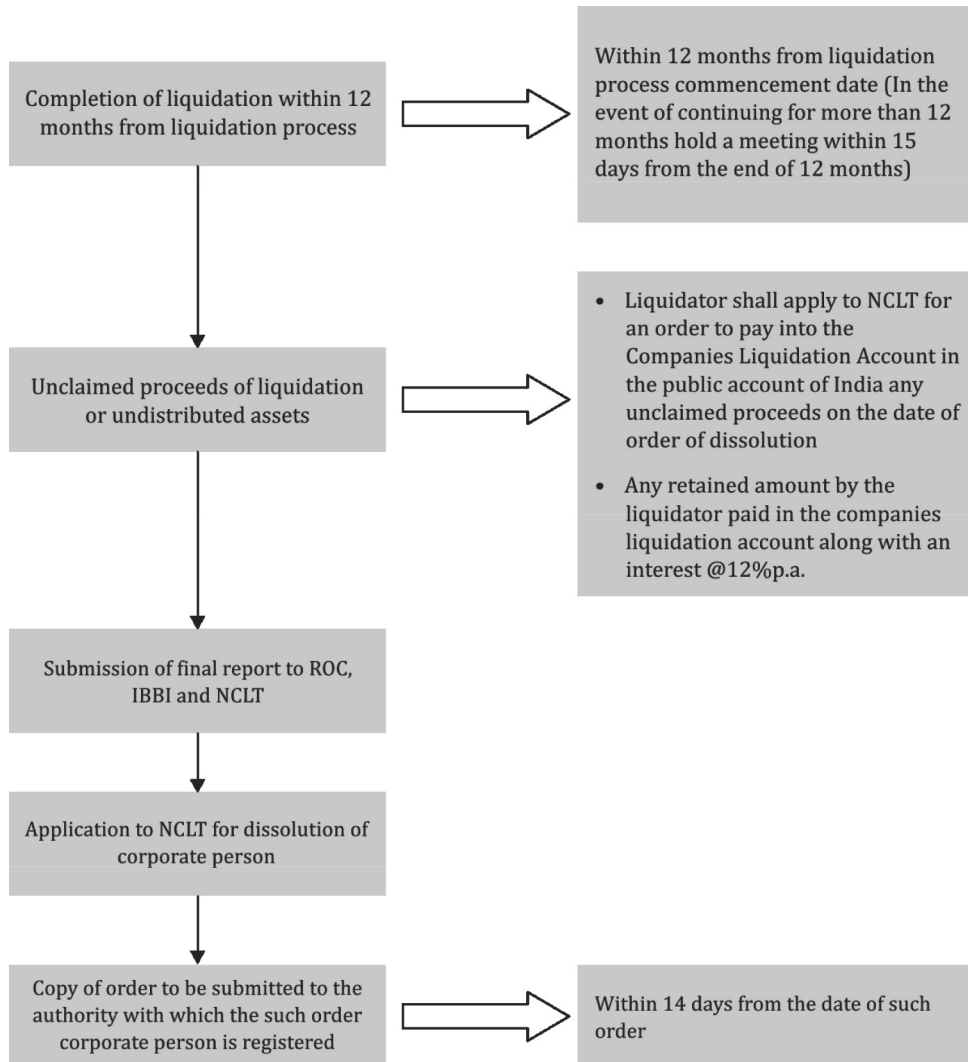 Completion of liquidation within 12
months from liquidation process
Within 12 months from liquidation
process commencement date (In the
event of continuing for more than 12
months hold a meeting within 15
days from the end of 12 months)
Unclaimed proceeds of liquidation
or undistributed assets
• Liquidator shall apply to NCLT for
an order to pay into the
Companies Liquidation Account in
the public account of India any
unclaimed proceeds on the date of
order of dissolution
• Any retained amount by the
liquidator paid in the companies
liquidation account along with an
interest @12%p.a.
Submission of final report to ROC,
IBBI and NCLT
Application to NCLT for dissolution of
corporate person
Copy of order to be submitted to the
authority with which the such order
corporate person is registered
Within 14 days from the date of such
order